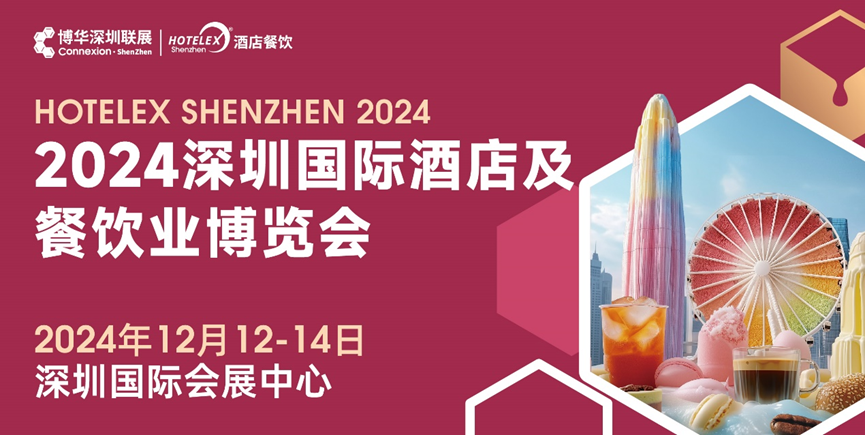 博华深圳联展
Connexion · ShenZhen
HOTELEX®
Shenzhen
酒店餐饮
HOTELEX SHENZHEN 2024
2024深圳国际酒店及
餐饮业博览会
2024年12月12-14日
深圳国际会展中心